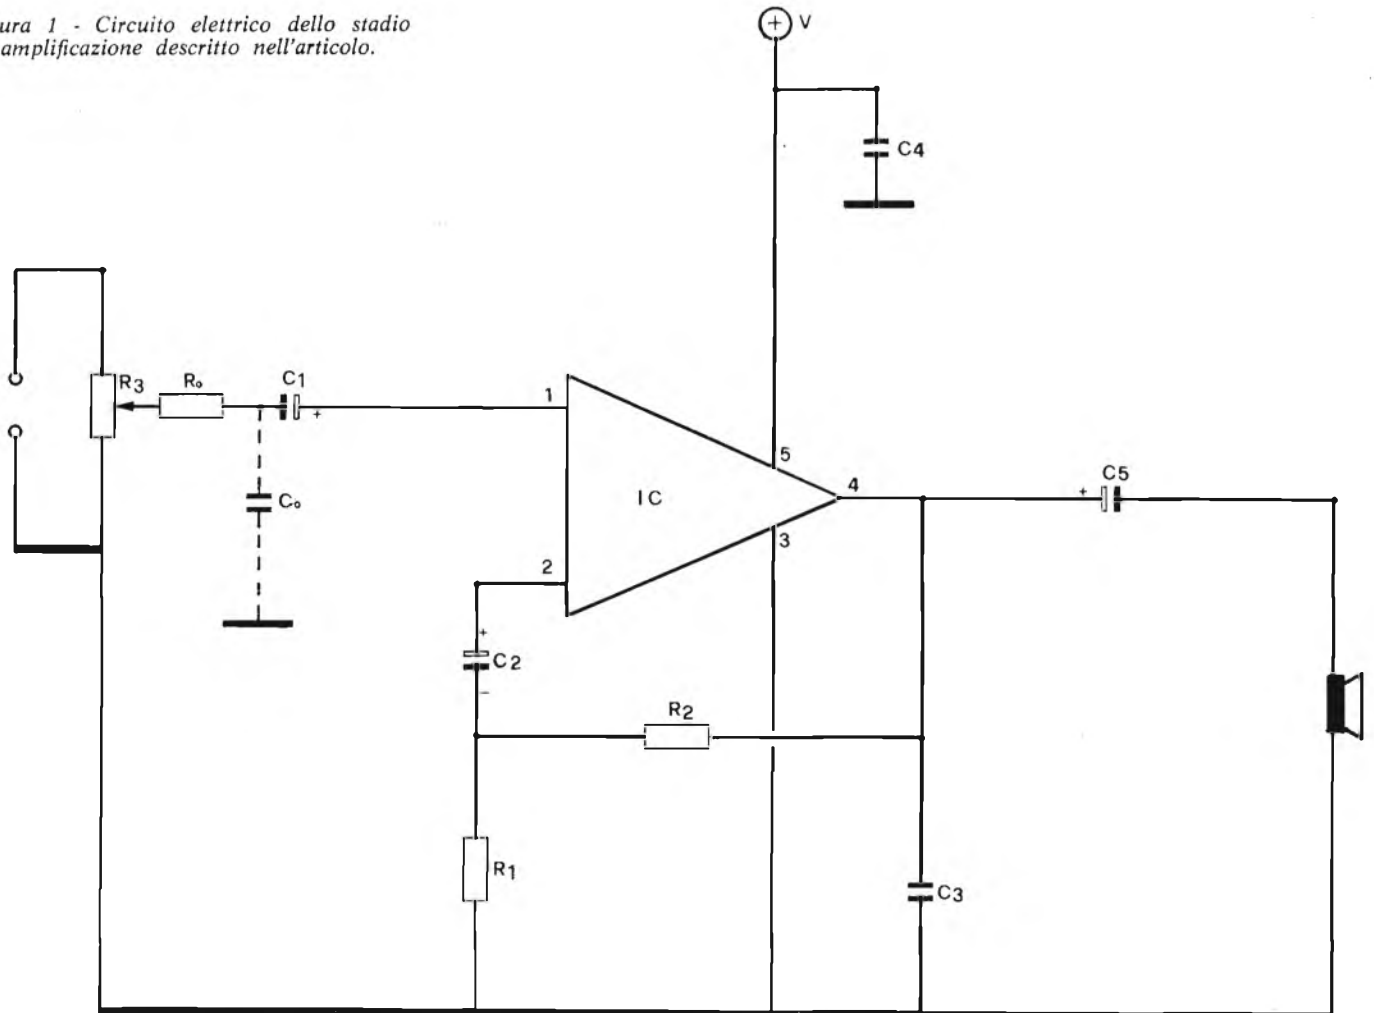 ura 1 - Circuito elettrico dello stadio
amplificazione descritto nell'articolo.
+ V
C4
R3
Ro
C1
+
1
Co
5
IC
4
3
2
+
C2
–
C5
+
R2
R1
C3